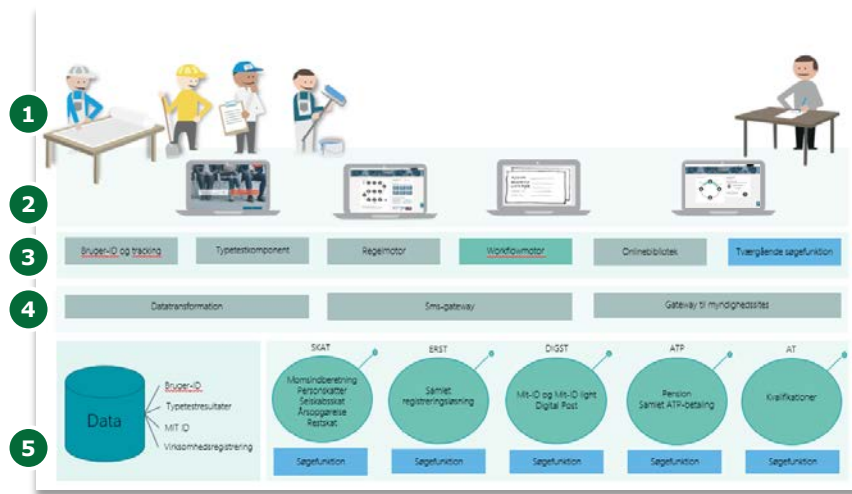 1
2
3
Bruger-ID og tracking
Typetestkomponent
Regelmotor
Workflowmotor
Onlinebibliotek
Tværgående søgefunktion
4
Datatransformation
Sms-gateway
Gateway til myndighedssites
5
Data
Bruger-ID
Typetestresultater
MIT ID
Virksomhedsregistrering
SKAT
Momsindberetning
Personskatter
Selskabsskat
Årsopgørelse
Restskat
Søgefunktion
ERST
Samlet
registreringsløsning
Søgefunktion
DIGST
Mit-ID og Mit-ID light
Digital Post
Søgefunktion
ATP
Pension
Samlet ATP-betaling
Søgefunktion
AT
Kvalifikationer
Søgefunktion